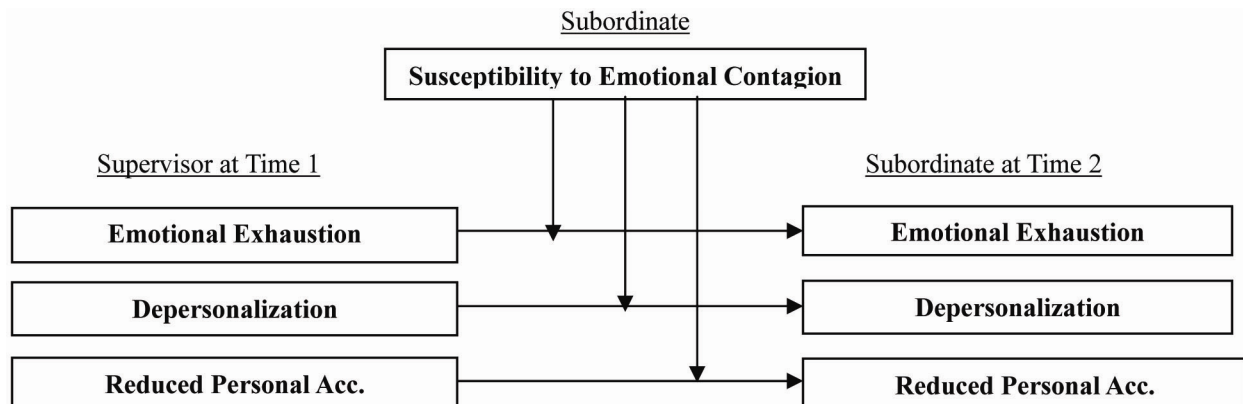 Subordinate
Susceptibility to Emotional Contagion
Supervisor at Time 1
Subordinate at Time 2
Emotional Exhaustion
Emotional Exhaustion
Depersonalization
Depersonalization
Reduced Personal Acc.
Reduced Personal Acc.